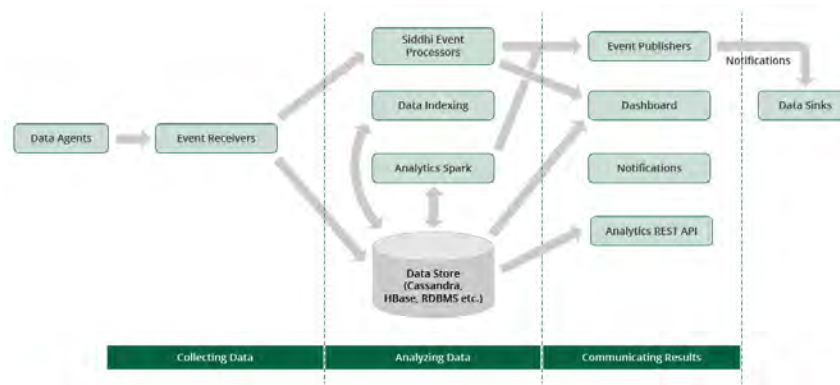 Siddhi Event
Processors
Event Publishers
Notifications
Data Indexing
Dashboard
Data Sinks
Data Agents
Event Receivers
Analytics Spark
Notifications
Analytics REST API
Data Store
(Cassandra,
HBase, RDBMS etc.)
Collecting Data
Analyzing Data
Communicating Results